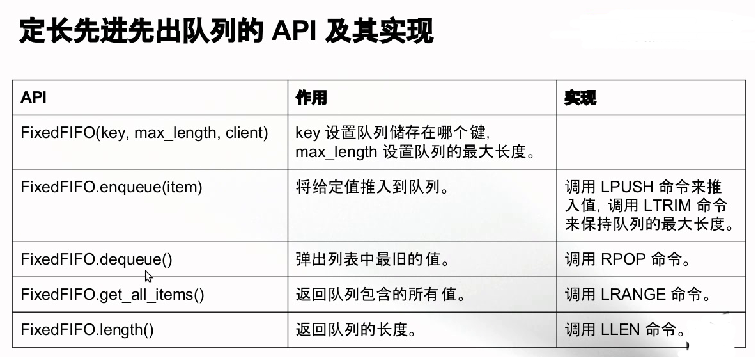 定长先进先出队列的 API 及其实现
API
作用
实现
FixedFIFO(key, max_length, client)
key 设置队列储存在哪个键，
max_length 设置队列的最大长度。
FixedFIFO.enqueue(item)
将给定值推入到队列。
调用 LPUSH 命令来推
入值，调用 LTRIM 命令
来保持队列的最大长度。
FixedFIFO.dequeue()
弹出列表中最旧的值。
调用 RPOP 命令。
FixedFIFO.get_all_items()
返回队列包含的所有值。
调用 LRANGE 命令。
FixedFIFO.length()
返回队列的长度。
调用 LLEN 命令。